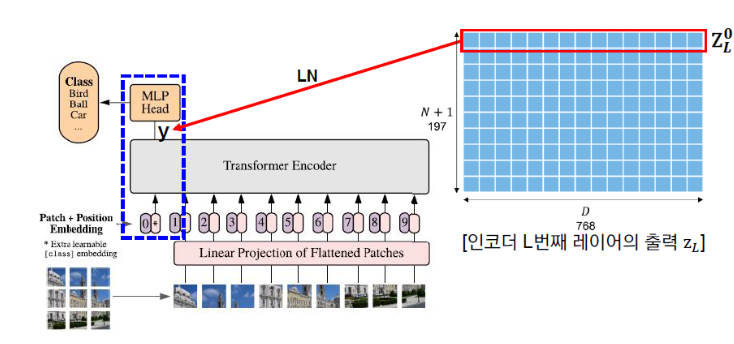 Class
Bird
Ball
Car
...
MLP
Head
y
LN
Transformer Encoder
Patch + Position
Embedding
* Extra learnable
[class] embedding
0 * 1 2 3 4 5 6 7 8 9
Linear Projection of Flattened Patches
Z⁰_L
N + 1
197
D
768
[인코더 L번째 레이어의 출력 z_L]